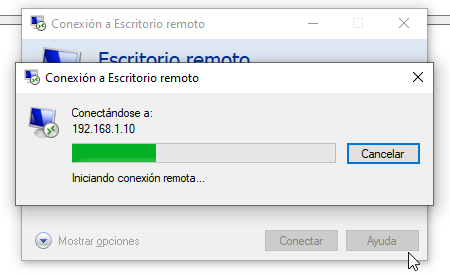 Conexión a Escritorio remoto
Escritorio remoto
Conexión a Escritorio remoto
Conectándose a:
192.168.1.10
Cancelar
Iniciando conexión remota...
Mostrar opciones
Conectar
Ayuda